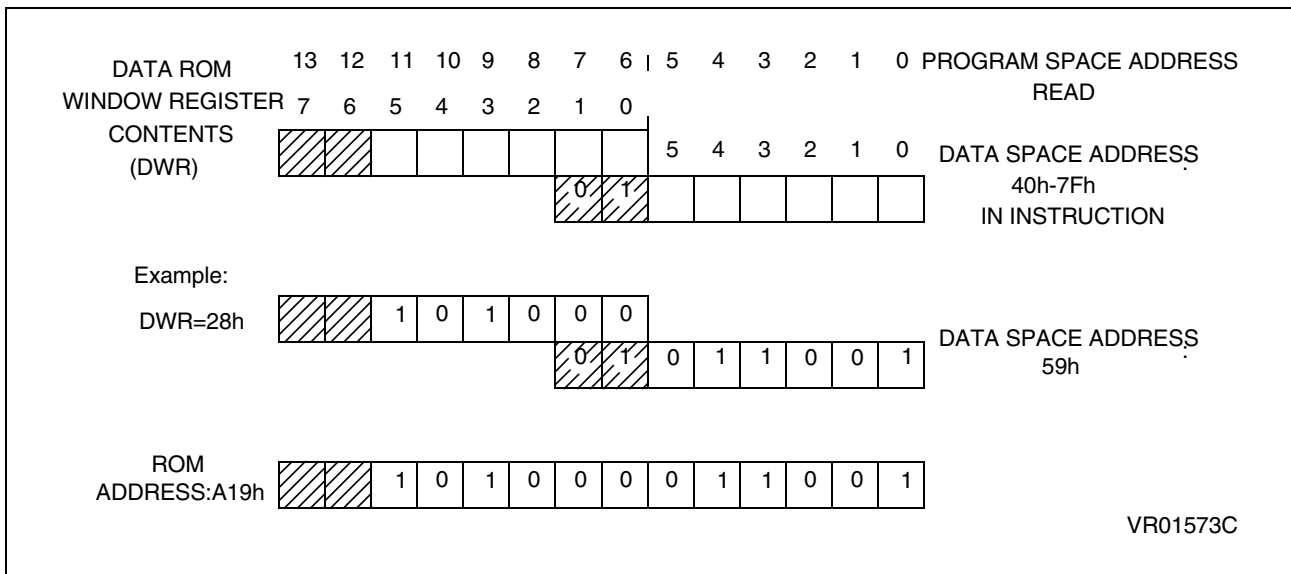 13 12 11 10 9 8 7 6 5 4 3 2 1 0 PROGRAM SPACE ADDRESS
READ
DATA ROM
WINDOW REGISTER 7 6 5 4 3 2 1 0
CONTENTS
(DWR)
5 4 3 2 1 0 DATA SPACE ADDRESS
:
0 1 40h-7Fh
IN INSTRUCTION
Example:
DWR=28h 1 0 1 0 0 0
DATA SPACE ADDRESS
:
0 1 0 1 1 0 0 1 59h
ROM
ADDRESS:A19h 1 0 1 0 0 0 0 1 1 0 0 1
VR01573C